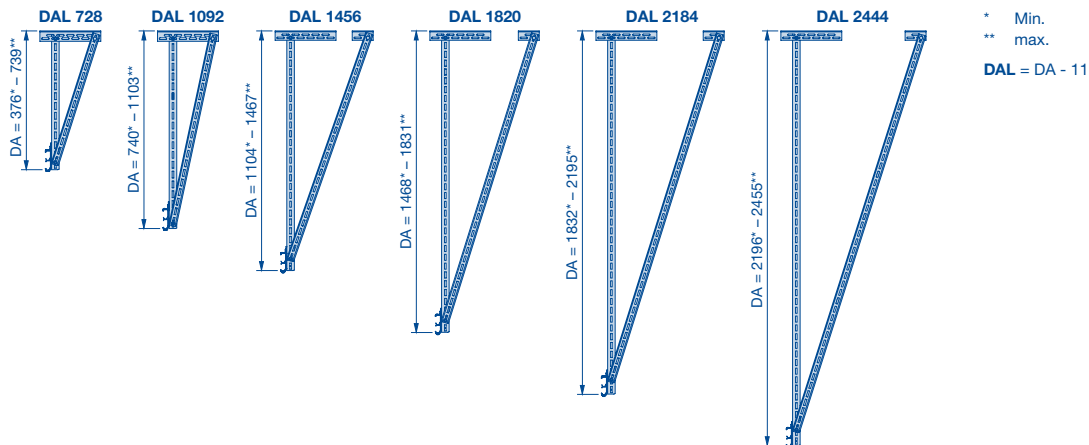 DAL 728
DAL 1092
DAL 1456
DAL 1820
DAL 2184
DAL 2444
* Min.
** max.
DAL = DA - 11
DA = 376* – 739**
DA = 740* – 1103**
DA = 1104* – 1467**
DA = 1468* – 1831**
DA = 1832* – 2195**
DA = 2196* – 2455**